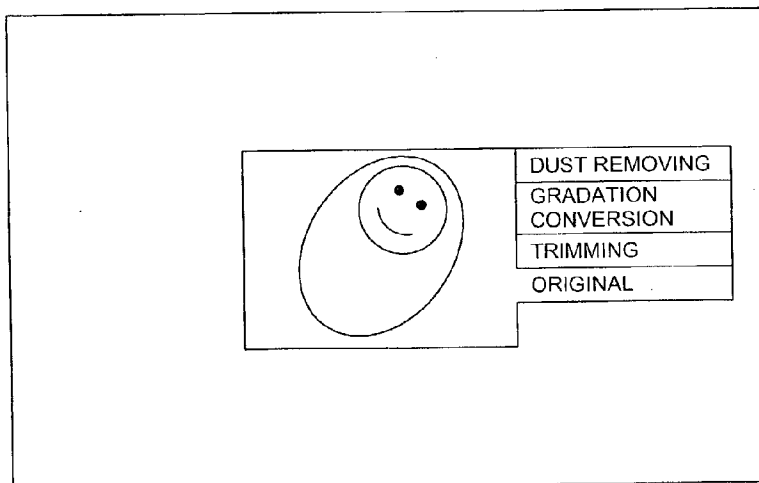 DUST REMOVING
GRADATION
CONVERSION
TRIMMING
ORIGINAL